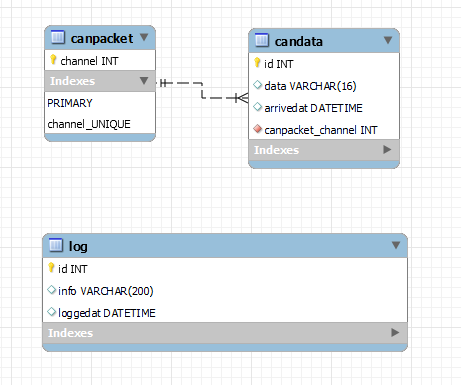 canpacket
channel INT
Indexes
PRIMARY
channel_UNIQUE
candata
id INT
data VARCHAR(16)
arrivedat DATETIME
canpacket_channel INT
Indexes
log
id INT
info VARCHAR(200)
loggedat DATETIME
Indexes